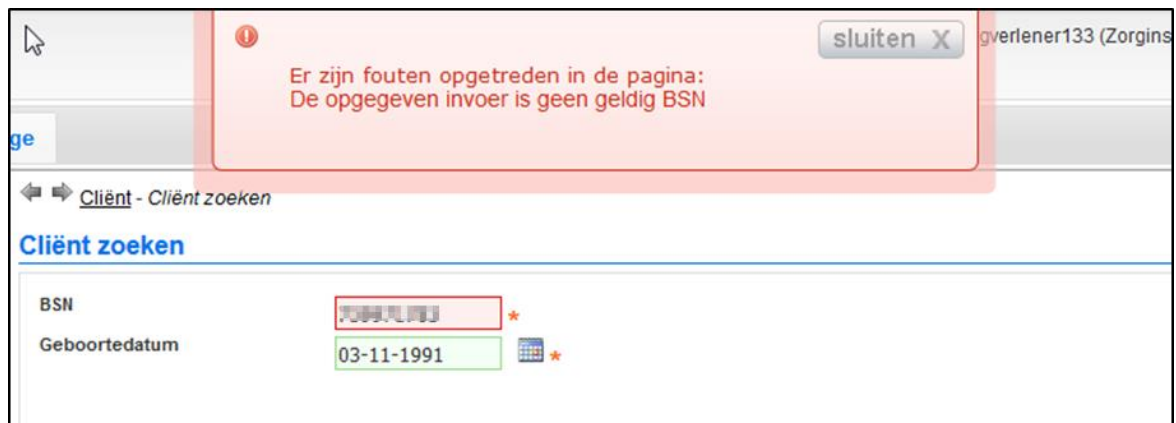 sluiten X
gverlener133 (Zorgins
Er zijn fouten opgetreden in de pagina:
De opgegeven invoer is geen geldig BSN
ge
Cliënt - Cliënt zoeken
Cliënt zoeken
BSN
*
Geboortedatum
03-11-1991 *